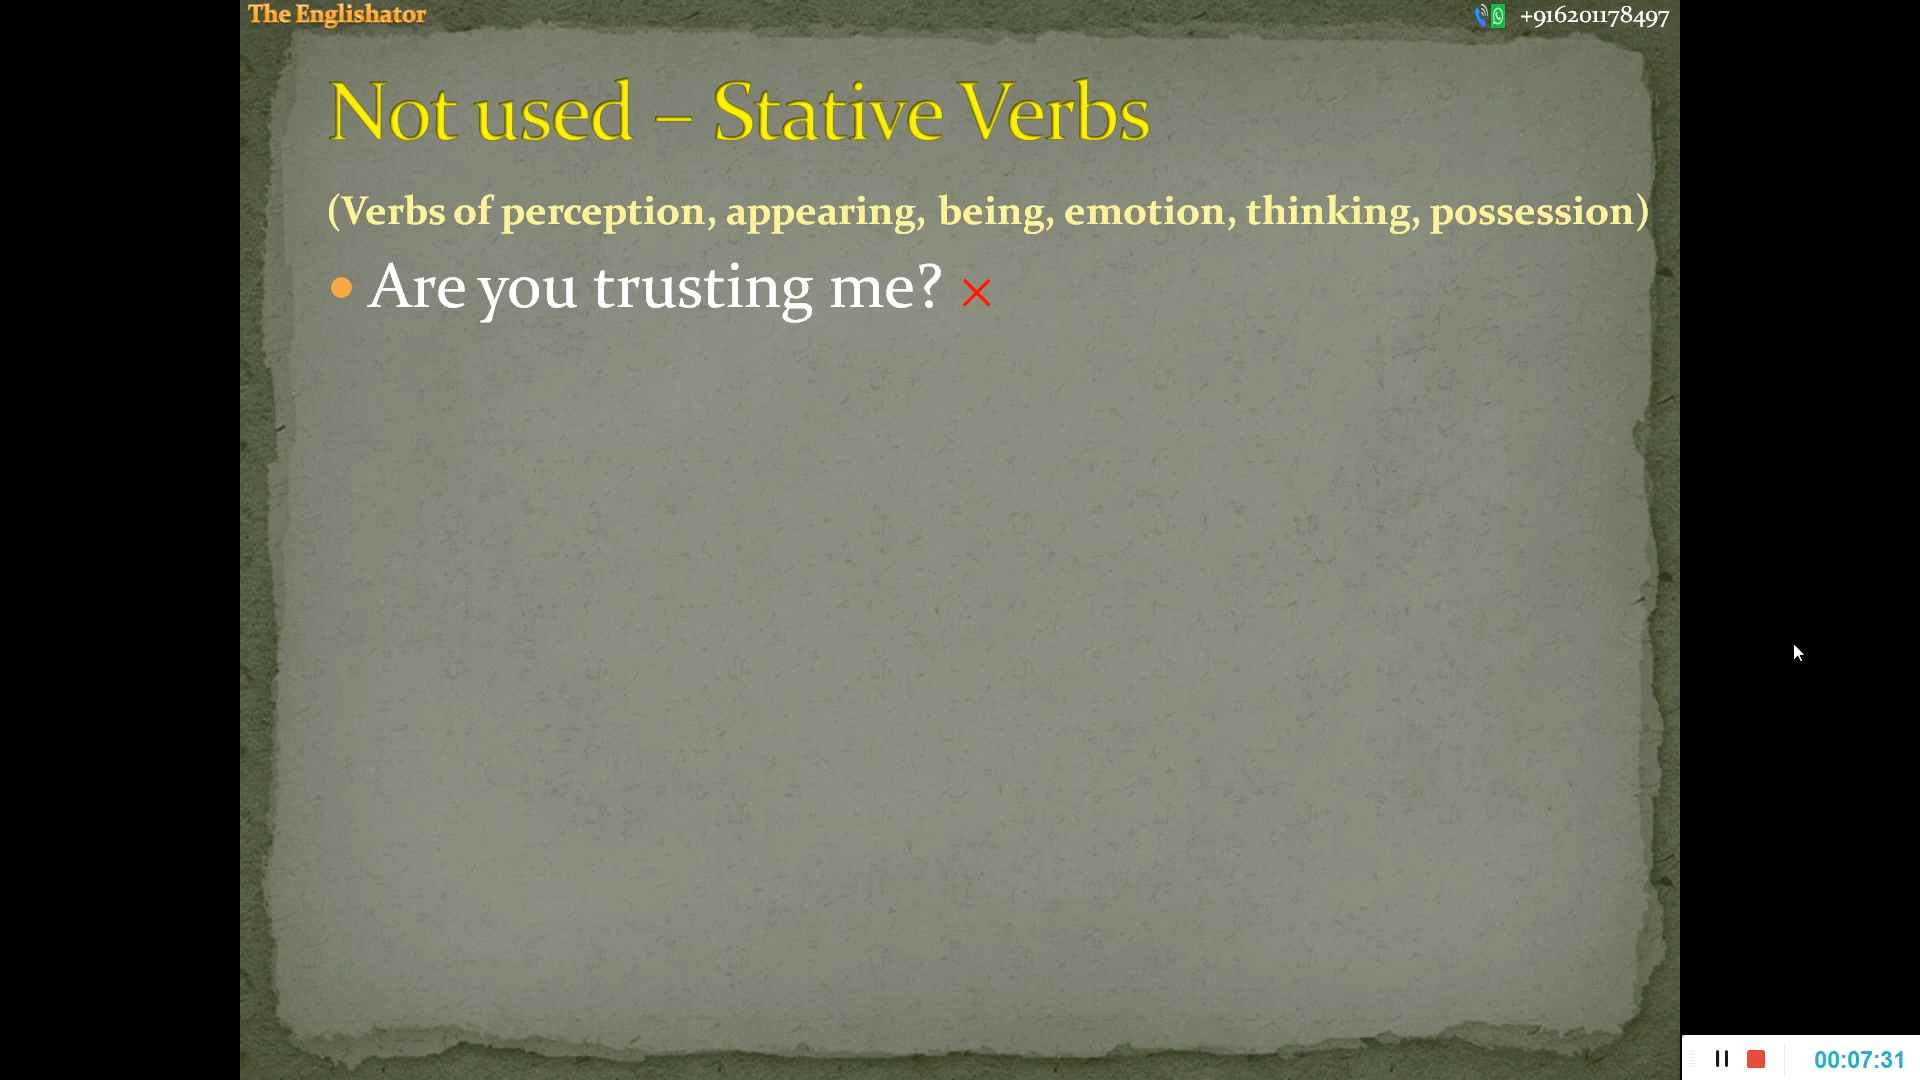 The Englishator
+916201178497
Not used – Stative Verbs
(Verbs of perception, appearing, being, emotion, thinking, possession)
• Are you trusting me? ×
00:07:31